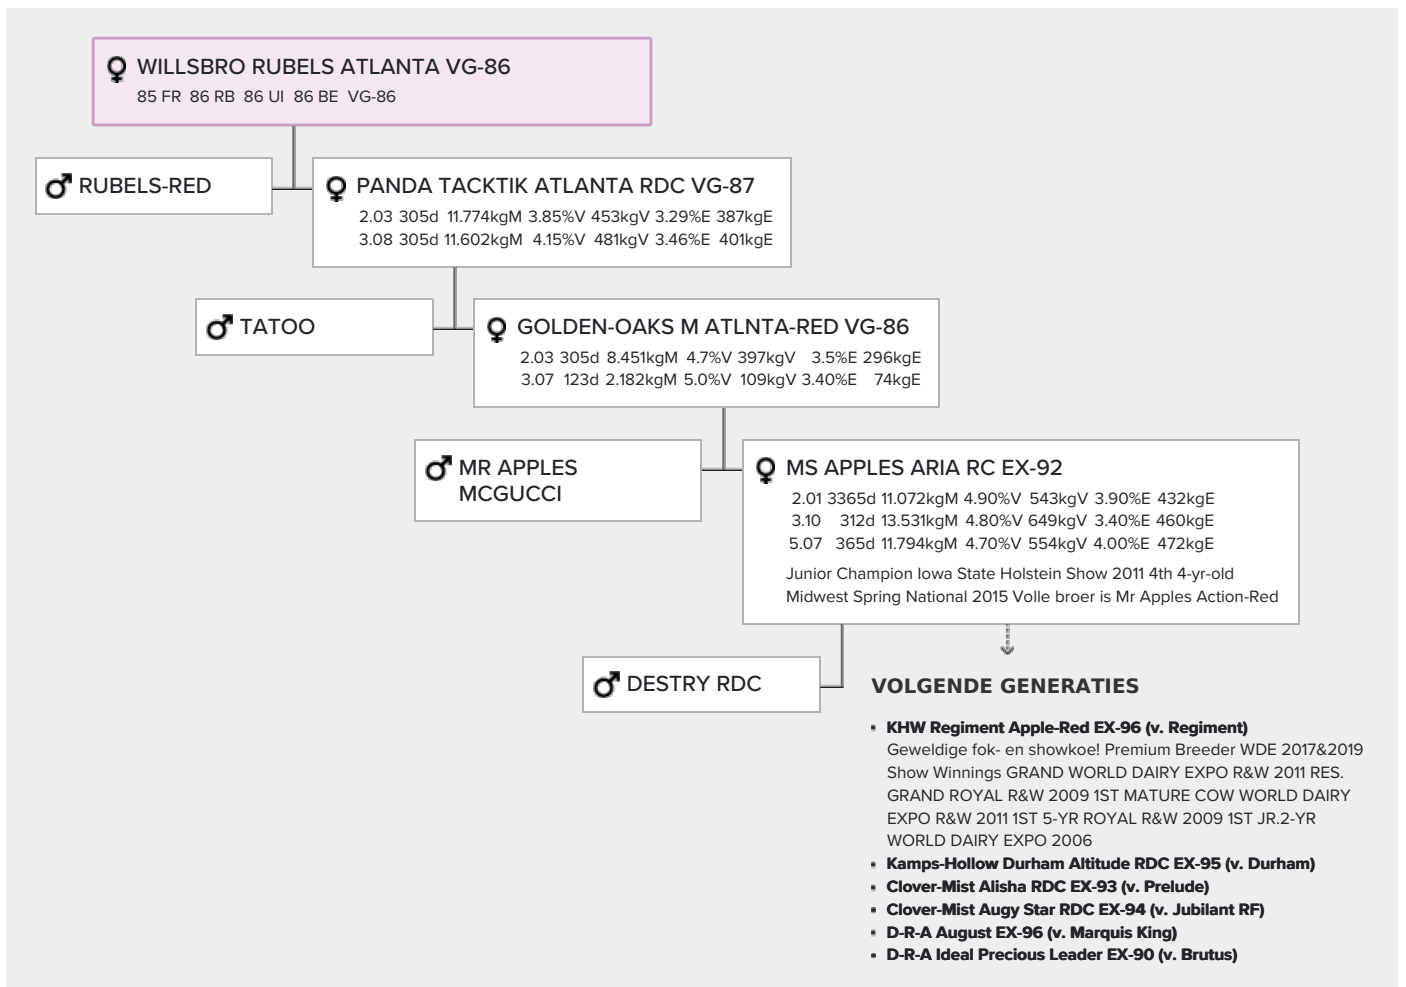 WILLSBRO RUBELS ATLANTA VG-86
85 FR 86 RB 86 UI 86 BE VG-86
RUBELS-RED
PANDA TACKTIK ATLANTA RDC VG-87
2.03 305d 11.774kgM 3.85%V 453kgV 3.29%E 387kgE
3.08 305d 11.602kgM 4.15%V 481kgV 3.46%E 401kgE
TATOO
GOLDEN-OAKS M ATLNTA-RED VG-86
2.03 305d 8.451kgM 4.7%V 397kgV 3.5%E 296kgE
3.07 123d 2.182kgM 5.0%V 109kgV 3.40%E 74kgE
MR APPLES
MCGUCCI
MS APPLES ARIA RC EX-92
2.01 3365d 11.072kgM 4.90%V 543kgV 3.90%E 432kgE
3.10 312d 13.531kgM 4.80%V 649kgV 3.40%E 460kgE
5.07 365d 11.794kgM 4.70%V 554kgV 4.00%E 472kgE
Junior Champion Iowa State Holstein Show 2011 4th 4-yr-old
Midwest Spring National 2015 Volle broer is Mr Apples Action-Red
DESTRY RDC
VOLGENDE GENERATIES
KHW Regiment Apple-Red EX-96 (v. Regiment)
Geweldige fok- en showkoe! Premium Breeder WDE 2017&2019
Show Winnings GRAND WORLD DAIRY EXPO R&W 2011 RES.
GRAND ROYAL R&W 2009 1ST MATURE COW WORLD DAIRY
EXPO R&W 2011 1ST 5-YR ROYAL R&W 2009 1ST JR.2-YR
WORLD DAIRY EXPO 2006
Kamps-Hollow Durham Altitude RDC EX-95 (v. Durham)
Clover-Mist Alisha RDC EX-93 (v. Prelude)
Clover-Mist Augy Star RDC EX-94 (v. Jubilant RF)
D-R-A August EX-96 (v. Marquis King)
D-R-A Ideal Precious Leader EX-90 (v. Brutus)